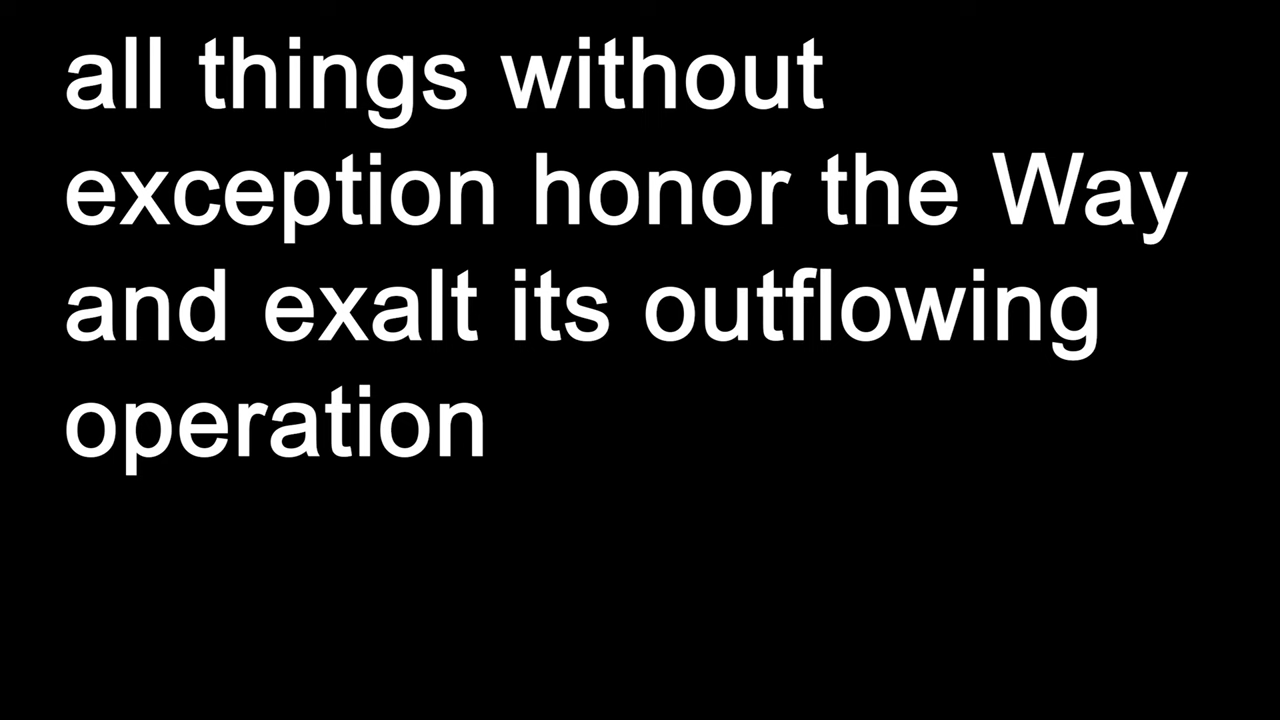 all things without
exception honor the Way
and exalt its outflowing
operation